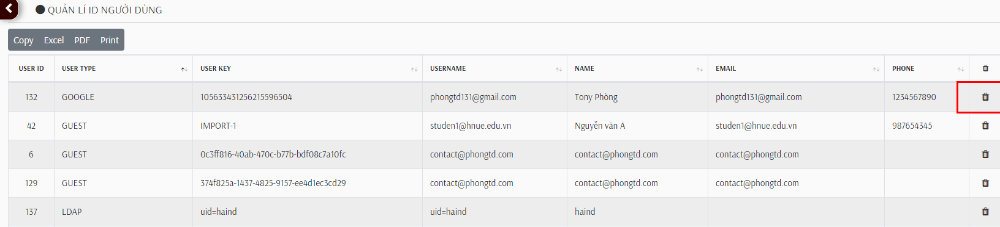 QUẢN LÍ ID NGƯỜI DÙNG
Copy Excel PDF Print
USER ID USER TYPE USER KEY USERNAME NAME EMAIL PHONE
132 GOOGLE 105633431256215596504 phongtd131@gmail.com Tony Phòng phongtd131@gmail.com 1234567890
42 GUEST IMPORT-1 studen1@hnue.edu.vn Nguyễn văn A studen1@hnue.edu.vn 987654345
6 GUEST 0c3ff816-40ab-470c-b77b-bdf08c7a10fc contact@phongtd.com contact@phongtd.com contact@phongtd.com
129 GUEST 374f825a-1437-4825-9157-ee4d1ec3cd29 contact@phongtd.com contact@phongtd.com contact@phongtd.com
137 LDAP uid=haind uid=haind haind